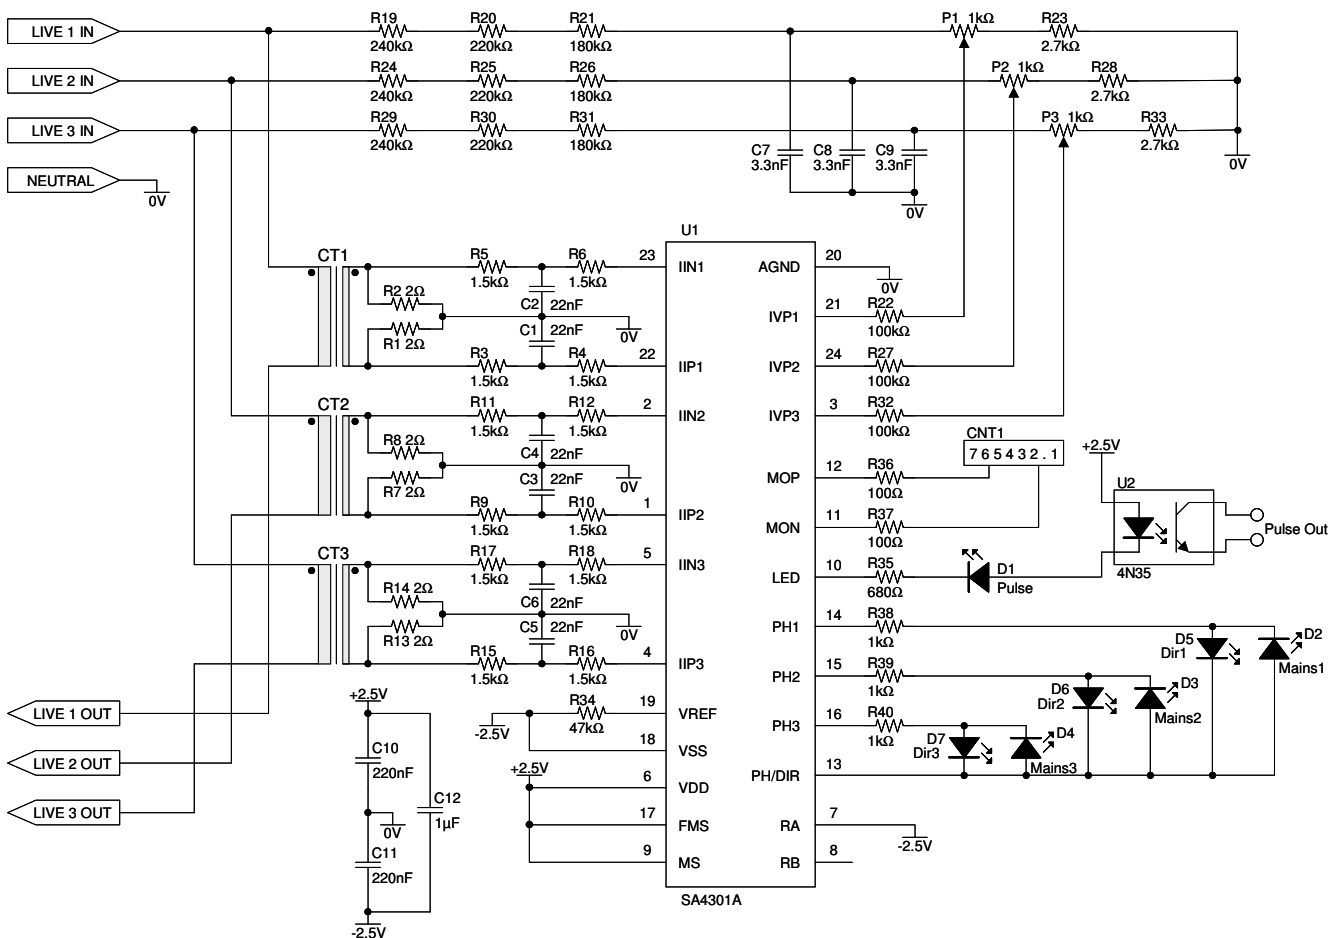 LIVE 1 IN
R19
240kΩ
R20
220kΩ
R21
180kΩ
P1 1kΩ
R23
2.7kΩ
LIVE 2 IN
R24
240kΩ
R25
220kΩ
R26
180kΩ
P2 1kΩ
R28
2.7kΩ
LIVE 3 IN
R29
240kΩ
R30
220kΩ
R31
180kΩ
P3 1kΩ
R33
2.7kΩ
0V
C7
3.3nF
C8
3.3nF
C9
3.3nF
0V
NEUTRAL
0V
U1
CT1
R5
1.5kΩ
R6
1.5kΩ
23
IIN1
R2 2Ω
R1 2Ω
C2 22nF
C1 22nF
0V
R3
1.5kΩ
R4
1.5kΩ
22
IIP1
CT2
R11
1.5kΩ
R12
1.5kΩ
2
IIN2
R8 2Ω
R7 2Ω
C4 22nF
C3 22nF
0V
R9
1.5kΩ
R10
1.5kΩ
1
IIP2
CT3
R17
1.5kΩ
R18
1.5kΩ
5
IIN3
R14 2Ω
R13 2Ω
C6 22nF
C5 22nF
0V
R15
1.5kΩ
R16
1.5kΩ
4
IIP3
R34
47kΩ
19
VREF
-2.5V
18
VSS
+2.5V
6
VDD
17
FMS
9
MS
SA4301A
AGND
20
0V
IVP1
21
R22
100kΩ
IVP2
24
R27
100kΩ
IVP3
3
R32
100kΩ
CNT1
765432.1
MOP
12
R36
100Ω
MON
11
R37
100Ω
LED
10
R35
680Ω
D1
Pulse
+2.5V
U2
4N35
Pulse Out
PH1
14
R38
1kΩ
D5
Dir1
D2
Mains1
PH2
15
R39
1kΩ
D6
Dir2
D3
Mains2
PH3
16
R40
1kΩ
D7
Dir3
D4
Mains3
PH/DIR
13
RA
7
-2.5V
RB
8
LIVE 1 OUT
LIVE 2 OUT
LIVE 3 OUT
+2.5V
C10
220nF
0V
C12
1µF
C11
220nF
-2.5V